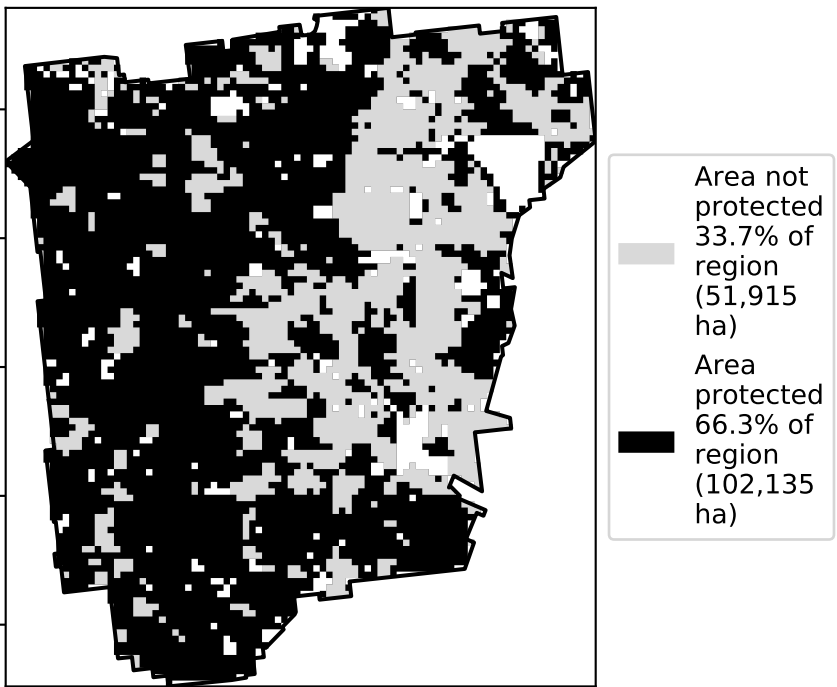 Area not
protected
33.7% of
region
(51,915
ha)
Area
protected
66.3% of
region
(102,135
ha)